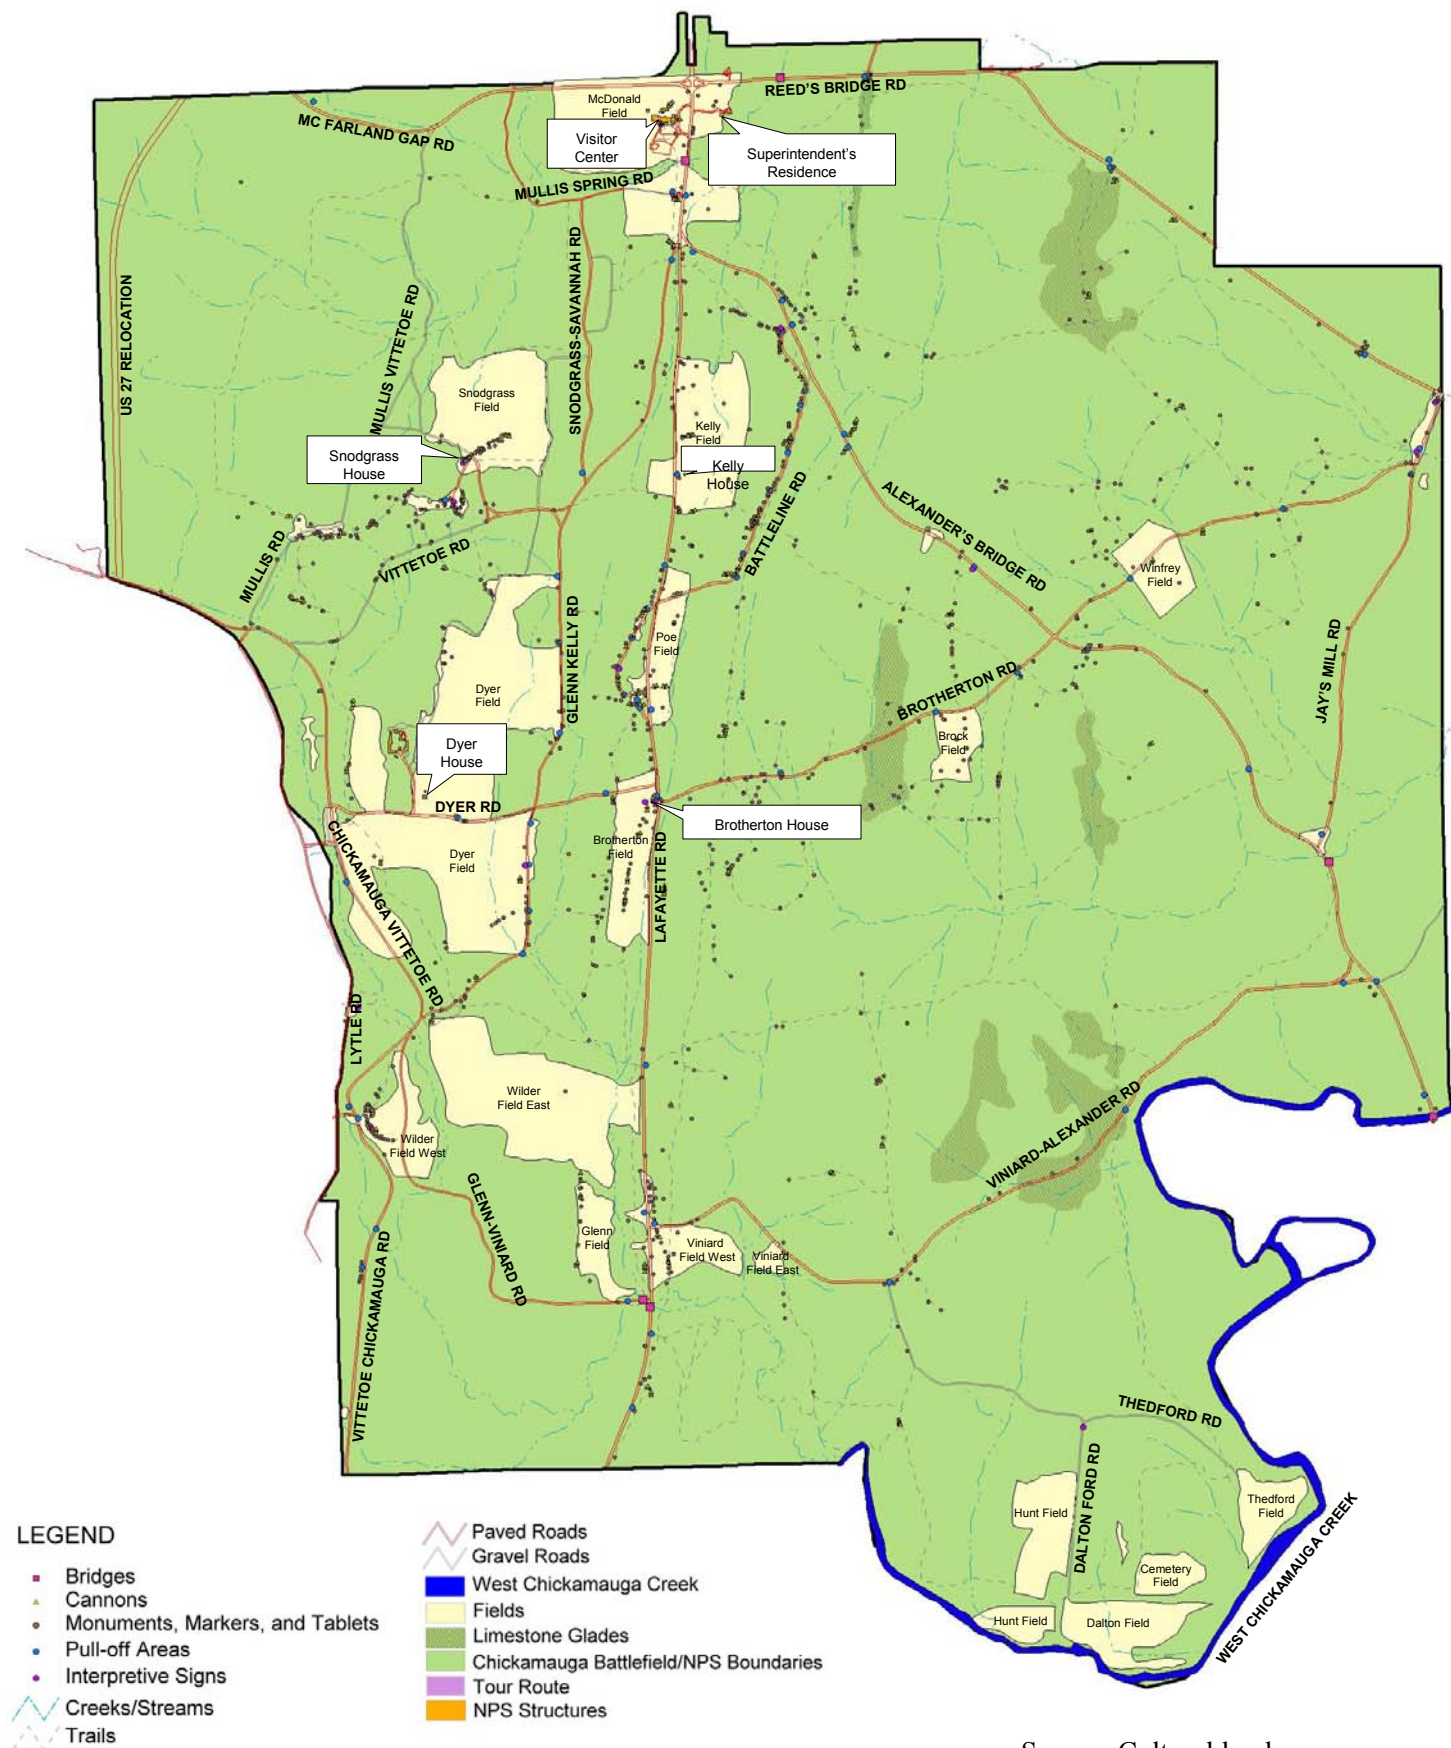 REED'S BRIDGE RD
McDonald
Field
MC FARLAND GAP RD
Visitor
Center
Superintendent's
Residence
MULLIS SPRING RD
US 27 RELOCATION
MULLIS VITTETOE RD
SNODGRASS-SAVANNAH RD
Snodgrass
Field
Kelly
Field
Snodgrass
House
Kelly
House
BATTLELINE RD
ALEXANDER'S BRIDGE RD
MULLIS RD
VITTETOE RD
Winfrey
Field
GLENN KELLY RD
Poe
Field
JAY'S MILL RD
Dyer
Field
BROTHERTON RD
Brock
Field
Dyer
House
DYER RD
Brotherton House
CHICKAMAUGA VITTETOE RD
Dyer
Field
Brotherton
Field
LAFAYETTE RD
LYTLE RD
Wilder
Field East
Wilder
Field West
VINIARD-ALEXANDER RD
GLENN-VINIARD RD
Glenn
Field
Viniard
Field West
Viniard
Field East
VITTETOE CHICKAMAUGA RD
THEDFORD RD
DALTON FORD RD
Hunt Field
Thedford
Field
Cemetery
Field
Hunt Field
Dalton Field
WEST CHICKAMAUGA CREEK
LEGEND
Bridges
Cannons
Monuments, Markers, and Tablets
Pull-off Areas
Interpretive Signs
Creeks/Streams
Trails
Paved Roads
Gravel Roads
West Chickamauga Creek
Fields
Limestone Glades
Chickamauga Battlefield/NPS Boundaries
Tour Route
NPS Structures